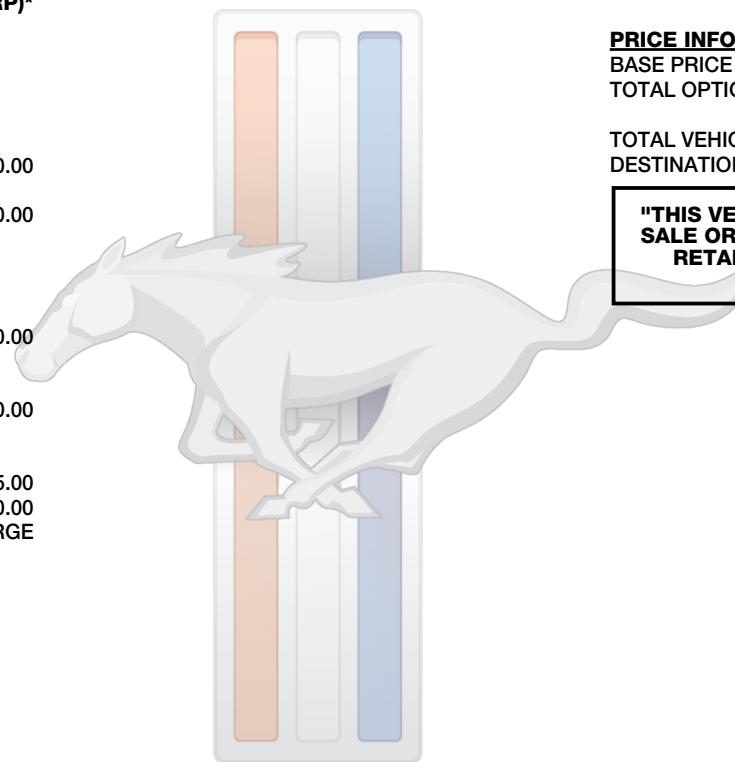 RP)*
0.00
0.00
0.00
0.00
5.00
0.00
RGE
PRICE INFO
BASE PRICE
TOTAL OPTIO
TOTAL VEHIC
DESTINATION
"THIS VE
SALE OR
RETAI